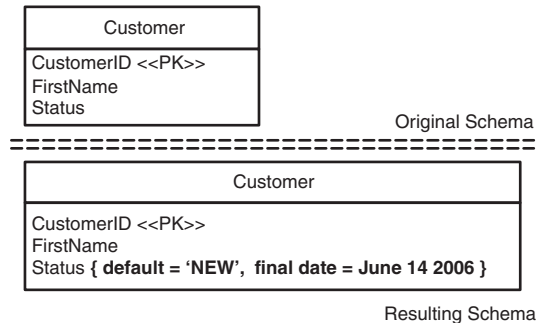 Customer
CustomerID <<PK>>
FirstName
Status
Original Schema
Customer
CustomerID <<PK>>
FirstName
Status { default = ‘NEW’, final date = June 14 2006 }
Resulting Schema